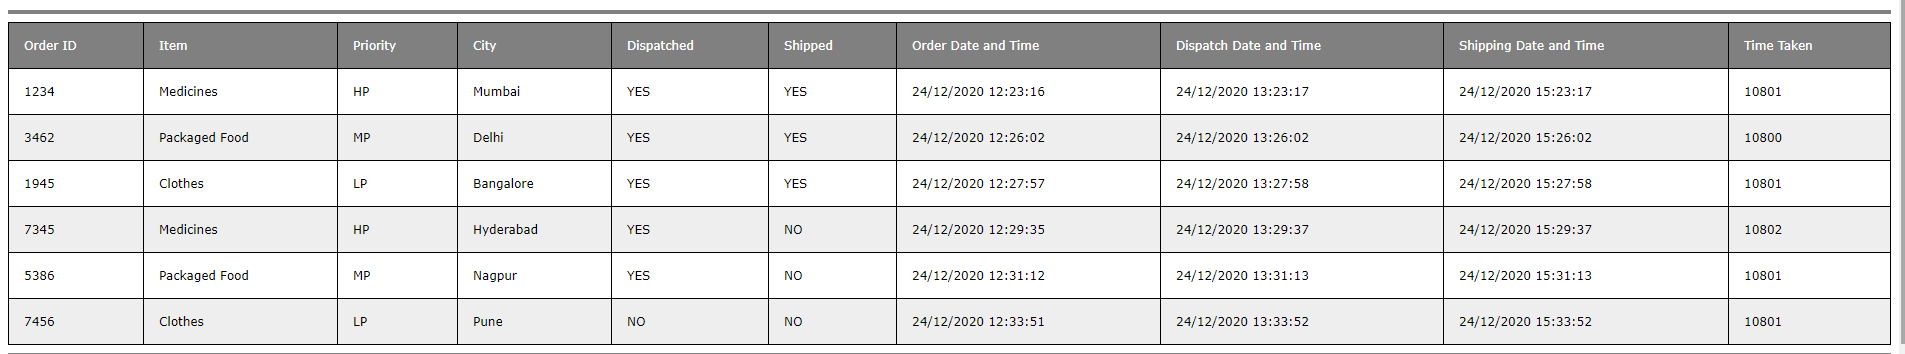 Order ID Item Priority City Dispatched Shipped Order Date and Time Dispatch Date and Time Shipping Date and Time Time Taken
1234 Medicines HP Mumbai YES YES 24/12/2020 12:23:16 24/12/2020 13:23:17 24/12/2020 15:23:17 10801
3462 Packaged Food MP Delhi YES YES 24/12/2020 12:26:02 24/12/2020 13:26:02 24/12/2020 15:26:02 10800
1945 Clothes LP Bangalore YES YES 24/12/2020 12:27:57 24/12/2020 13:27:58 24/12/2020 15:27:58 10801
7345 Medicines HP Hyderabad YES NO 24/12/2020 12:29:35 24/12/2020 13:29:37 24/12/2020 15:29:37 10802
5386 Packaged Food MP Nagpur YES NO 24/12/2020 12:31:12 24/12/2020 13:31:13 24/12/2020 15:31:13 10801
7456 Clothes LP Pune NO NO 24/12/2020 12:33:51 24/12/2020 13:33:52 24/12/2020 15:33:52 10801